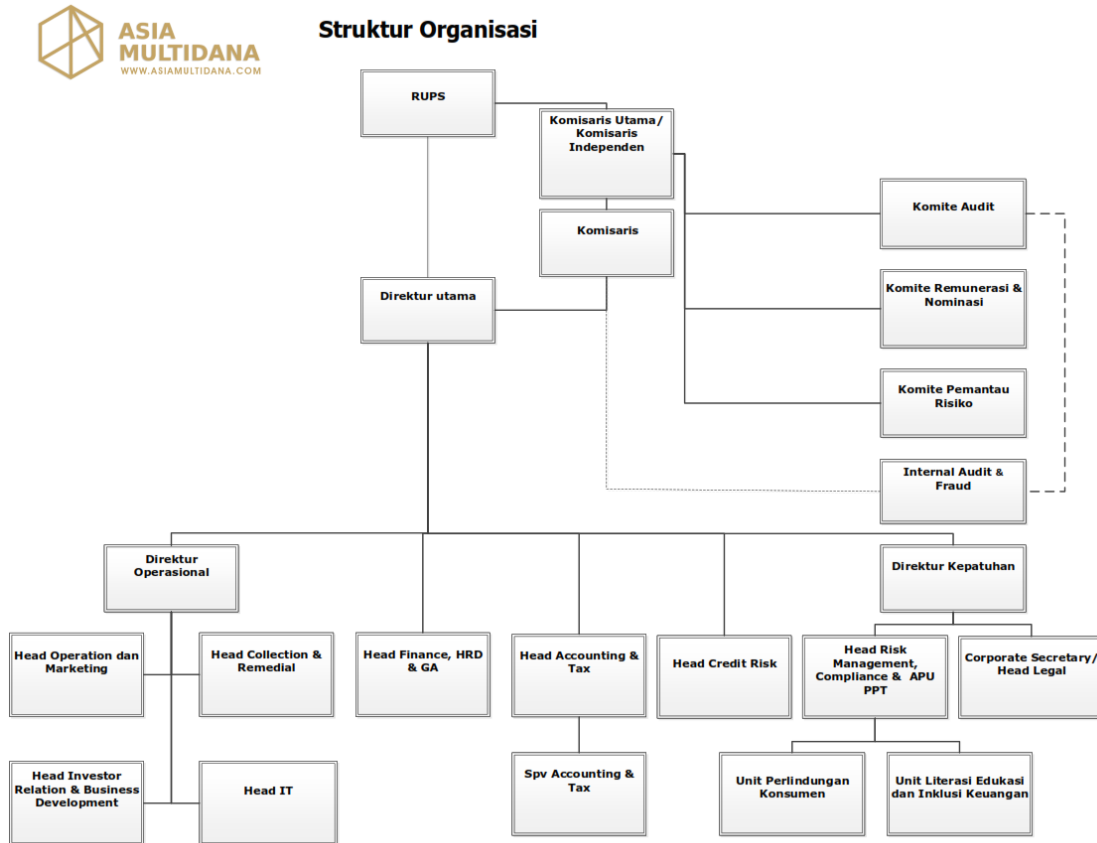 ASIA
MULTIDANA
WWW.ASIAMULTIDANA.COM
Struktur Organisasi
RUPS
Komisaris Utama/
Komisaris
Independen
Komisaris
Komite Audit
Direktur utama
Komite Remunerasi &
Nominasi
Komite Pemantau
Risiko
Internal Audit &
Fraud
Direktur
Operasional
Direktur Kepatuhan
Head Operation dan
Marketing
Head Collection &
Remedial
Head Finance, HRD
& GA
Head Accounting &
Tax
Head Credit Risk
Head Risk
Management,
Compliance & APU
PPT
Corporate Secretary/
Head Legal
Head Investor
Relation & Business
Development
Head IT
Spv Accounting &
Tax
Unit Perlindungan
Konsumen
Unit Literasi Edukasi
dan Inklusi Keuangan